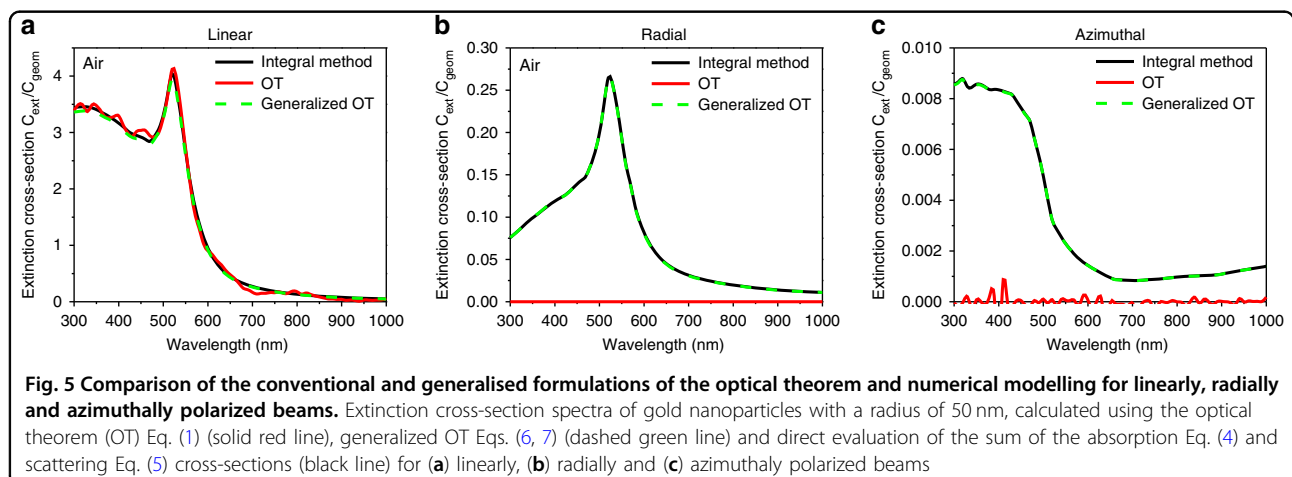 a
Linear
Air
Integral method
OT
Generalized OT
Extinction cross-section C_ext/C_geom
4
3
2
1
0
300 400 500 600 700 800 900 1000
Wavelength (nm)
b
Radial
Air
Integral method
OT
Generalized OT
Extinction cross-section C_ext/C_geom
0.30
0.25
0.20
0.15
0.10
0.05
0.00
300 400 500 600 700 800 900 1000
Wavelength (nm)
c
Azimuthal
Integral method
OT
Generalized OT
Extinction cross-section C_ext/C_geom
0.010
0.008
0.006
0.004
0.002
0.000
300 400 500 600 700 800 900 1000
Wavelength (nm)
Fig. 5 Comparison of the conventional and generalised formulations of the optical theorem and numerical modelling for linearly, radially
and azimuthally polarized beams. Extinction cross-section spectra of gold nanoparticles with a radius of 50 nm, calculated using the optical
theorem (OT) Eq. (1) (solid red line), generalized OT Eqs. (6, 7) (dashed green line) and direct evaluation of the sum of the absorption Eq. (4) and
scattering Eq. (5) cross-sections (black line) for (a) linearly, (b) radially and (c) azimuthaly polarized beams